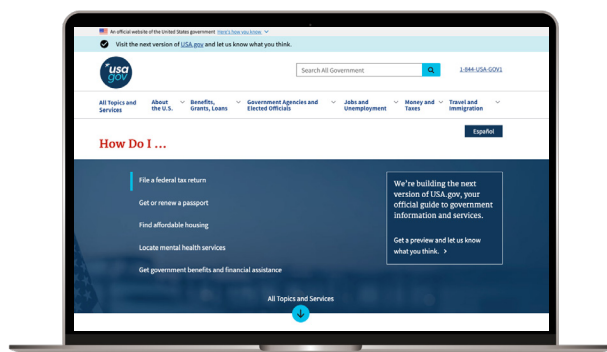 An official website of the United States government Here's how you know
Visit the next version of USA.gov and let us know what you think.
usa
gov
Search All Government
1-844-USA-GOV1
All Topics and
Services
About
the U.S.
Benefits,
Grants, Loans
Government Agencies and
Elected Officials
Jobs and
Unemployment
Money and
Taxes
Travel and
Immigration
Español
How Do I ...
File a federal tax return
Get or renew a passport
Find affordable housing
Locate mental health services
Get government benefits and financial assistance
We're building the next
version of USA.gov, your
official guide to government
information and services.
Get a preview and let us know
what you think. >
All Topics and Services